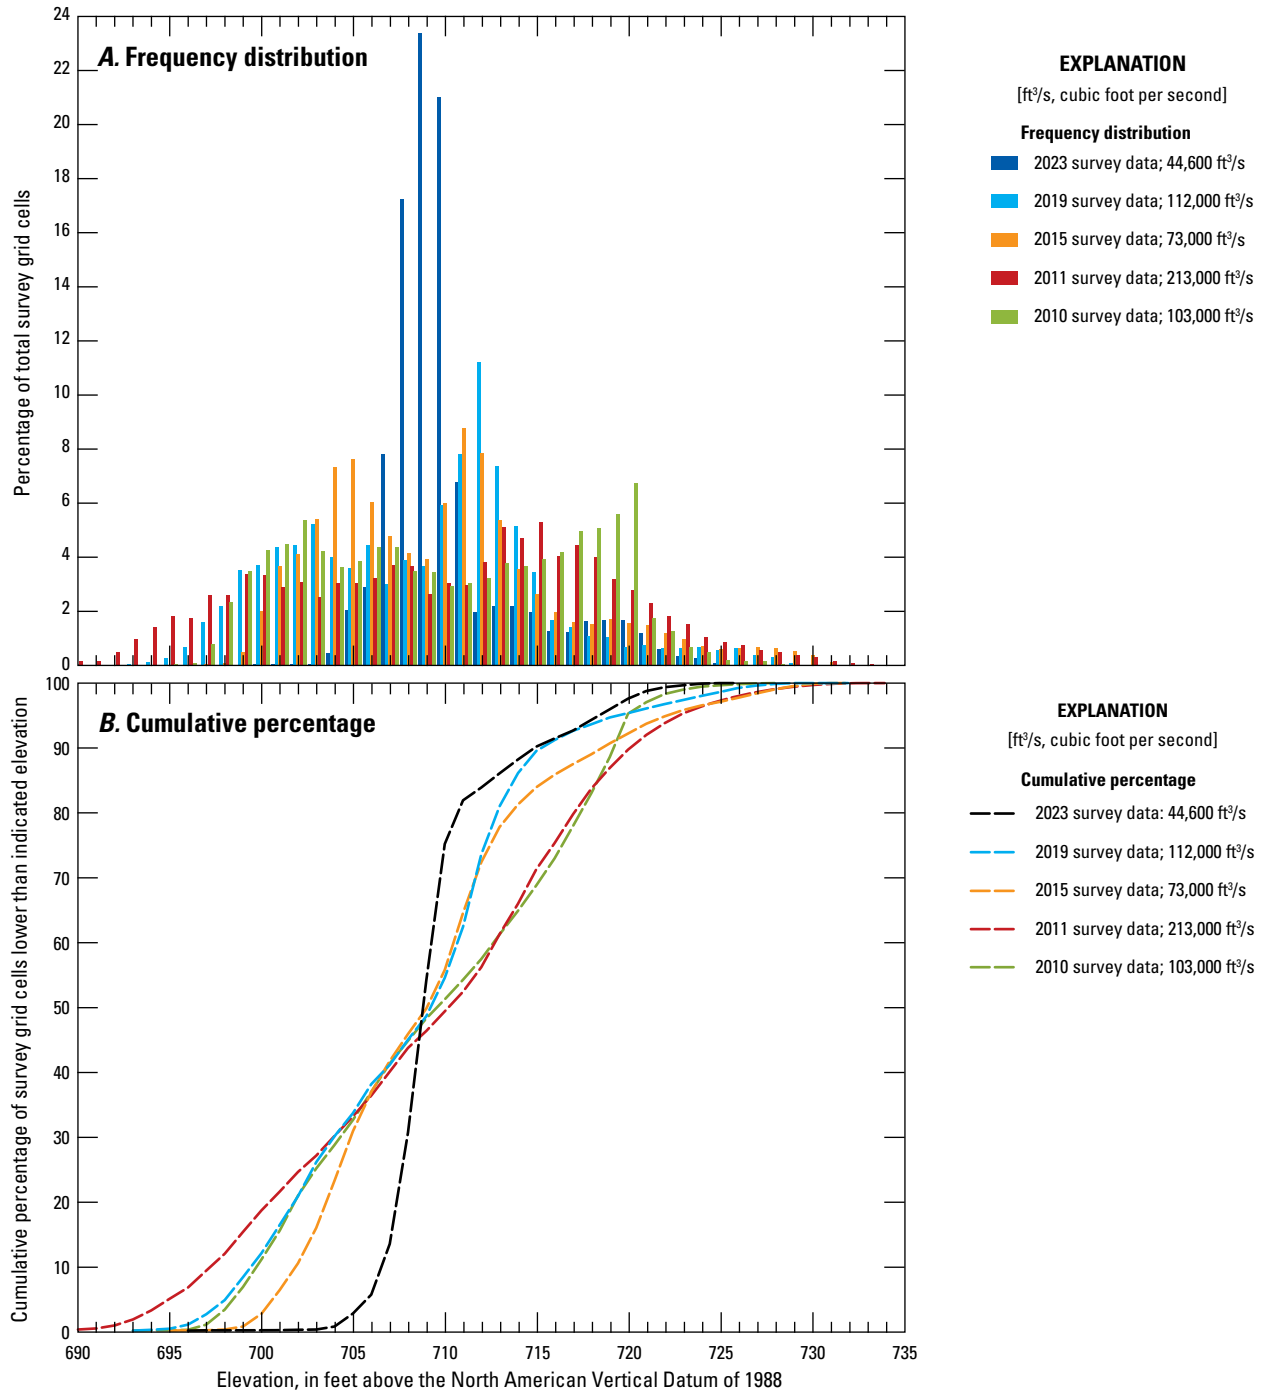 24
22
20
18
16
14
12
10
8
6
4
2
0
Percentage of total survey grid cells
A. Frequency distribution
EXPLANATION
[ft³/s, cubic foot per second]
Frequency distribution
2023 survey data; 44,600 ft³/s
2019 survey data; 112,000 ft³/s
2015 survey data; 73,000 ft³/s
2011 survey data; 213,000 ft³/s
2010 survey data; 103,000 ft³/s
100
90
80
70
60
50
40
30
20
10
0
Cumulative percentage of survey grid cells lower than indicated elevation
B. Cumulative percentage
EXPLANATION
[ft³/s, cubic foot per second]
Cumulative percentage
2023 survey data: 44,600 ft³/s
2019 survey data; 112,000 ft³/s
2015 survey data; 73,000 ft³/s
2011 survey data; 213,000 ft³/s
2010 survey data; 103,000 ft³/s
690 695 700 705 710 715 720 725 730 735
Elevation, in feet above the North American Vertical Datum of 1988